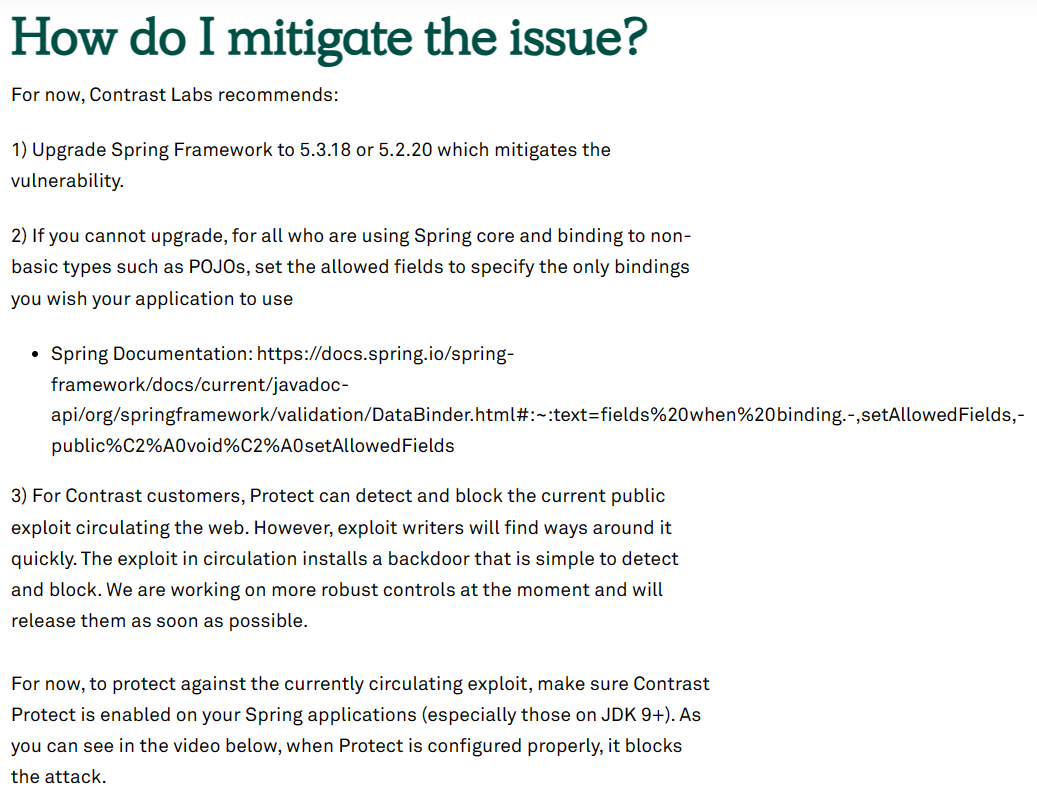 How do I mitigate the issue?
For now, Contrast Labs recommends:
1) Upgrade Spring Framework to 5.3.18 or 5.2.20 which mitigates the
vulnerability.
2) If you cannot upgrade, for all who are using Spring core and binding to non-
basic types such as POJOs, set the allowed fields to specify the only bindings
you wish your application to use
• Spring Documentation: https://docs.spring.io/spring-
framework/docs/current/javadoc-
api/org/springframework/validation/DataBinder.html#:~:text=fields%20when%20binding.-,setAllowedFields,-
public%C2%A0void%C2%A0setAllowedFields
3) For Contrast customers, Protect can detect and block the current public
exploit circulating the web. However, exploit writers will find ways around it
quickly. The exploit in circulation installs a backdoor that is simple to detect
and block. We are working on more robust controls at the moment and will
release them as soon as possible.
For now, to protect against the currently circulating exploit, make sure Contrast
Protect is enabled on your Spring applications (especially those on JDK 9+). As
you can see in the video below, when Protect is configured properly, it blocks
the attack.